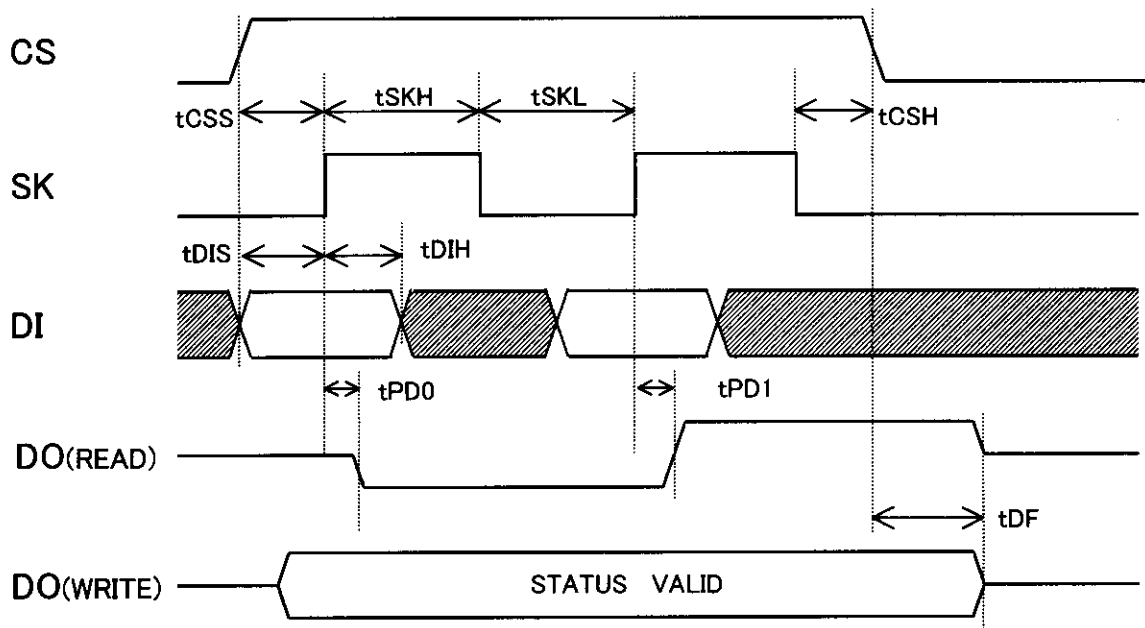 CS
tCSS
tSKH
tSKL
tCSH
SK
tDIS
tDIH
DI
tPD0
tPD1
DO(READ)
tDF
DO(WRITE)
STATUS VALID